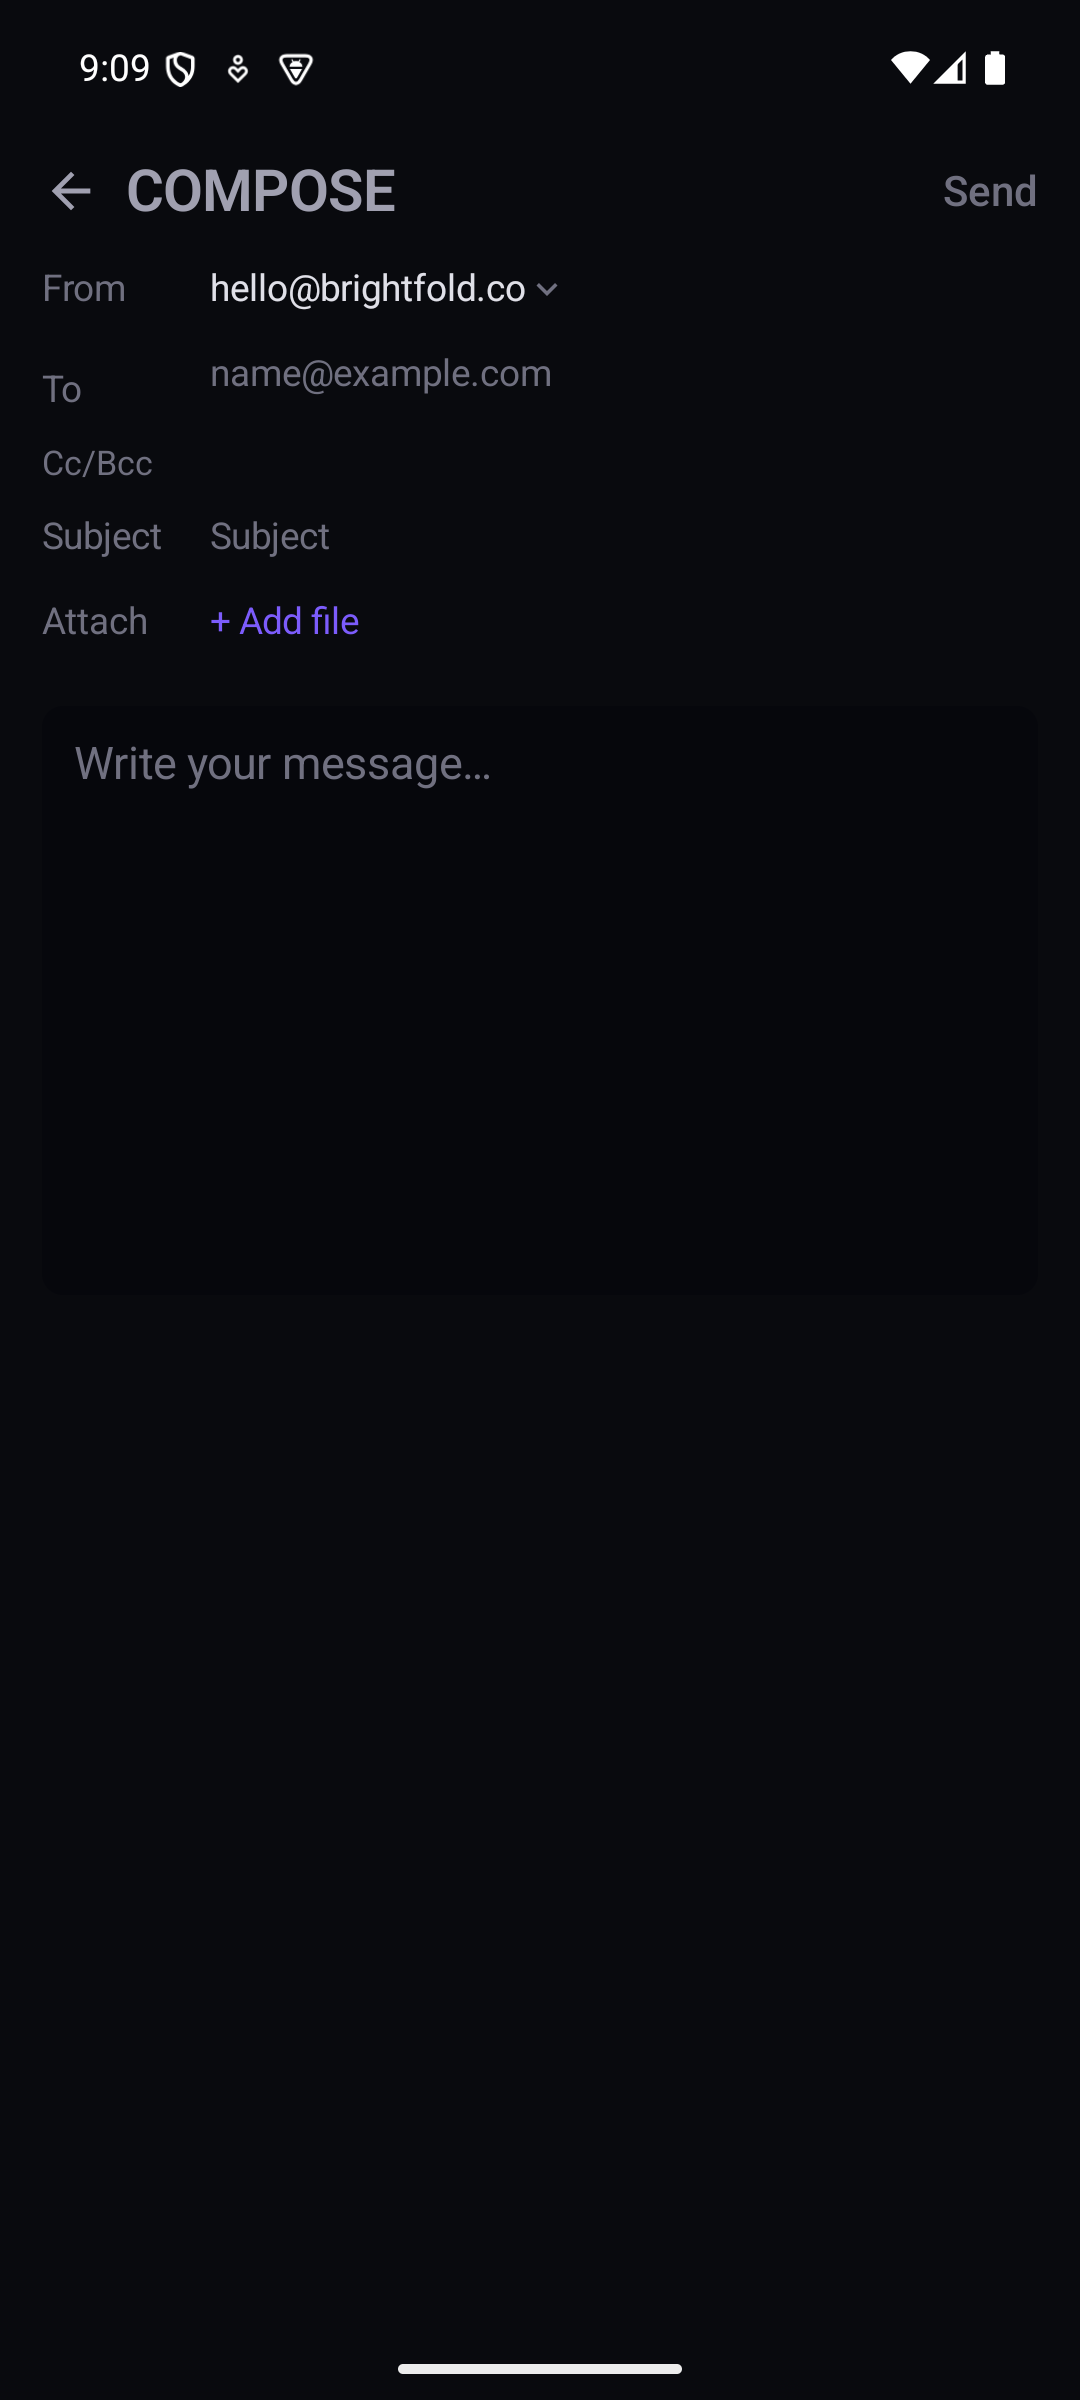 9:09
COMPOSE
Send
From hello@brightfold.co
To name@example.com
Cc/Bcc
Subject Subject
Attach + Add file
Write your message…